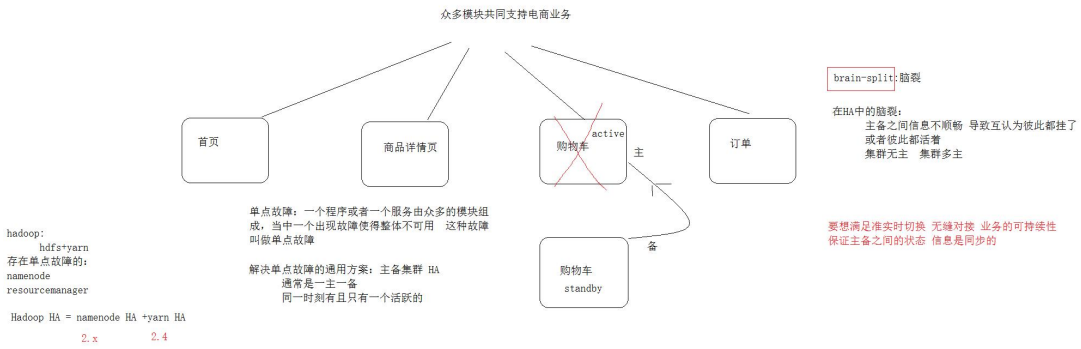 众多模块共同支持电商业务
首页
商品详情页
active
购物车
主
订单
备
购物车
standby
brain-split:脑裂
在HA中的脑裂:
主备之间信息不顺畅 导致互认为彼此都挂了
或者彼此都活着
集群无主 集群多主
要想满足准实时切换 无缝对接 业务的可持续性
保证主备之间的状态 信息是同步的
单点故障: 一个程序或者一个服务由众多的模块组
成，当中一个出现故障使得整体不可用 这种故障
叫做单点故障
解决单点故障的通用方案: 主备集群 HA
通常是一主一备
同一时刻有且只有一个活跃的
hadoop:
hdfs+yarn
存在单点故障的:
namenode
resourcemanager
Hadoop HA = namenode HA +yarn HA
2.x 2.4